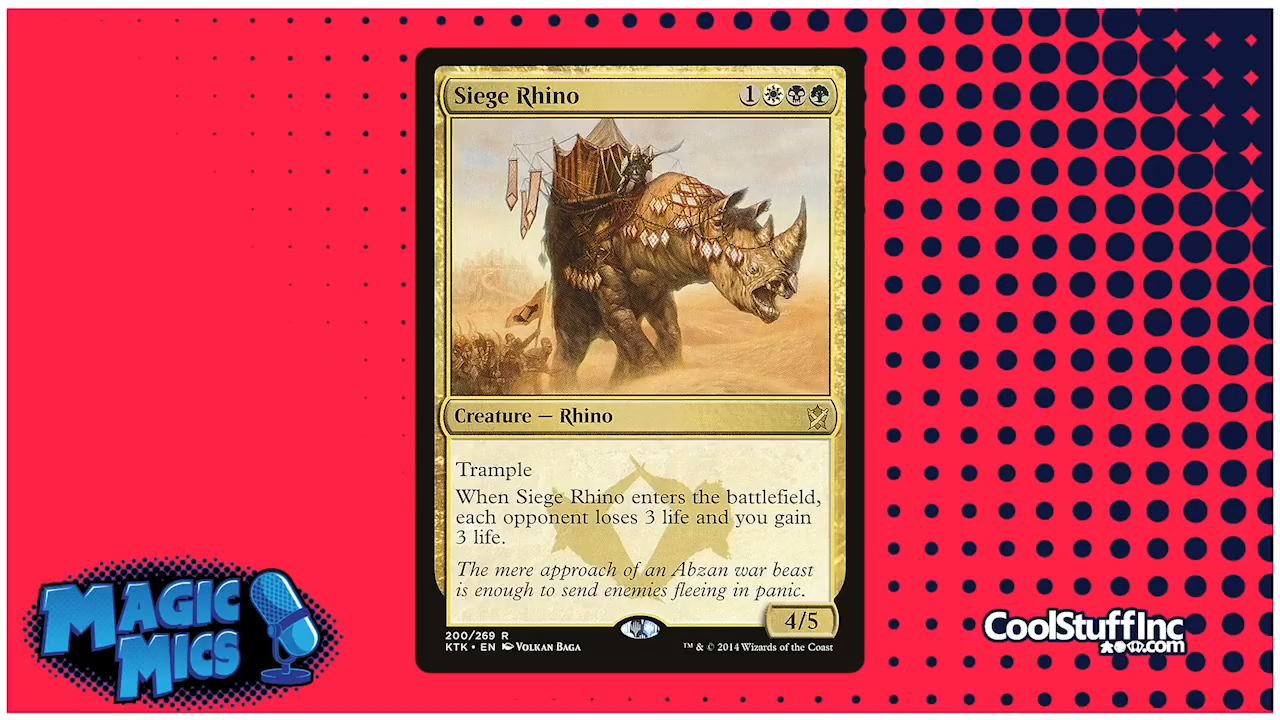 Siege Rhino
1
Creature — Rhino
Trample
When Siege Rhino enters the battlefield,
each opponent loses 3 life and you gain
3 life.
The mere approach of an Abzan war beast
is enough to send enemies fleeing in panic.
4/5
200/269 R
KTK • EN VOLKAN BAGA
™ & © 2014 Wizards of the Coast
MAGIC
MICS
CoolStuffInc
.com